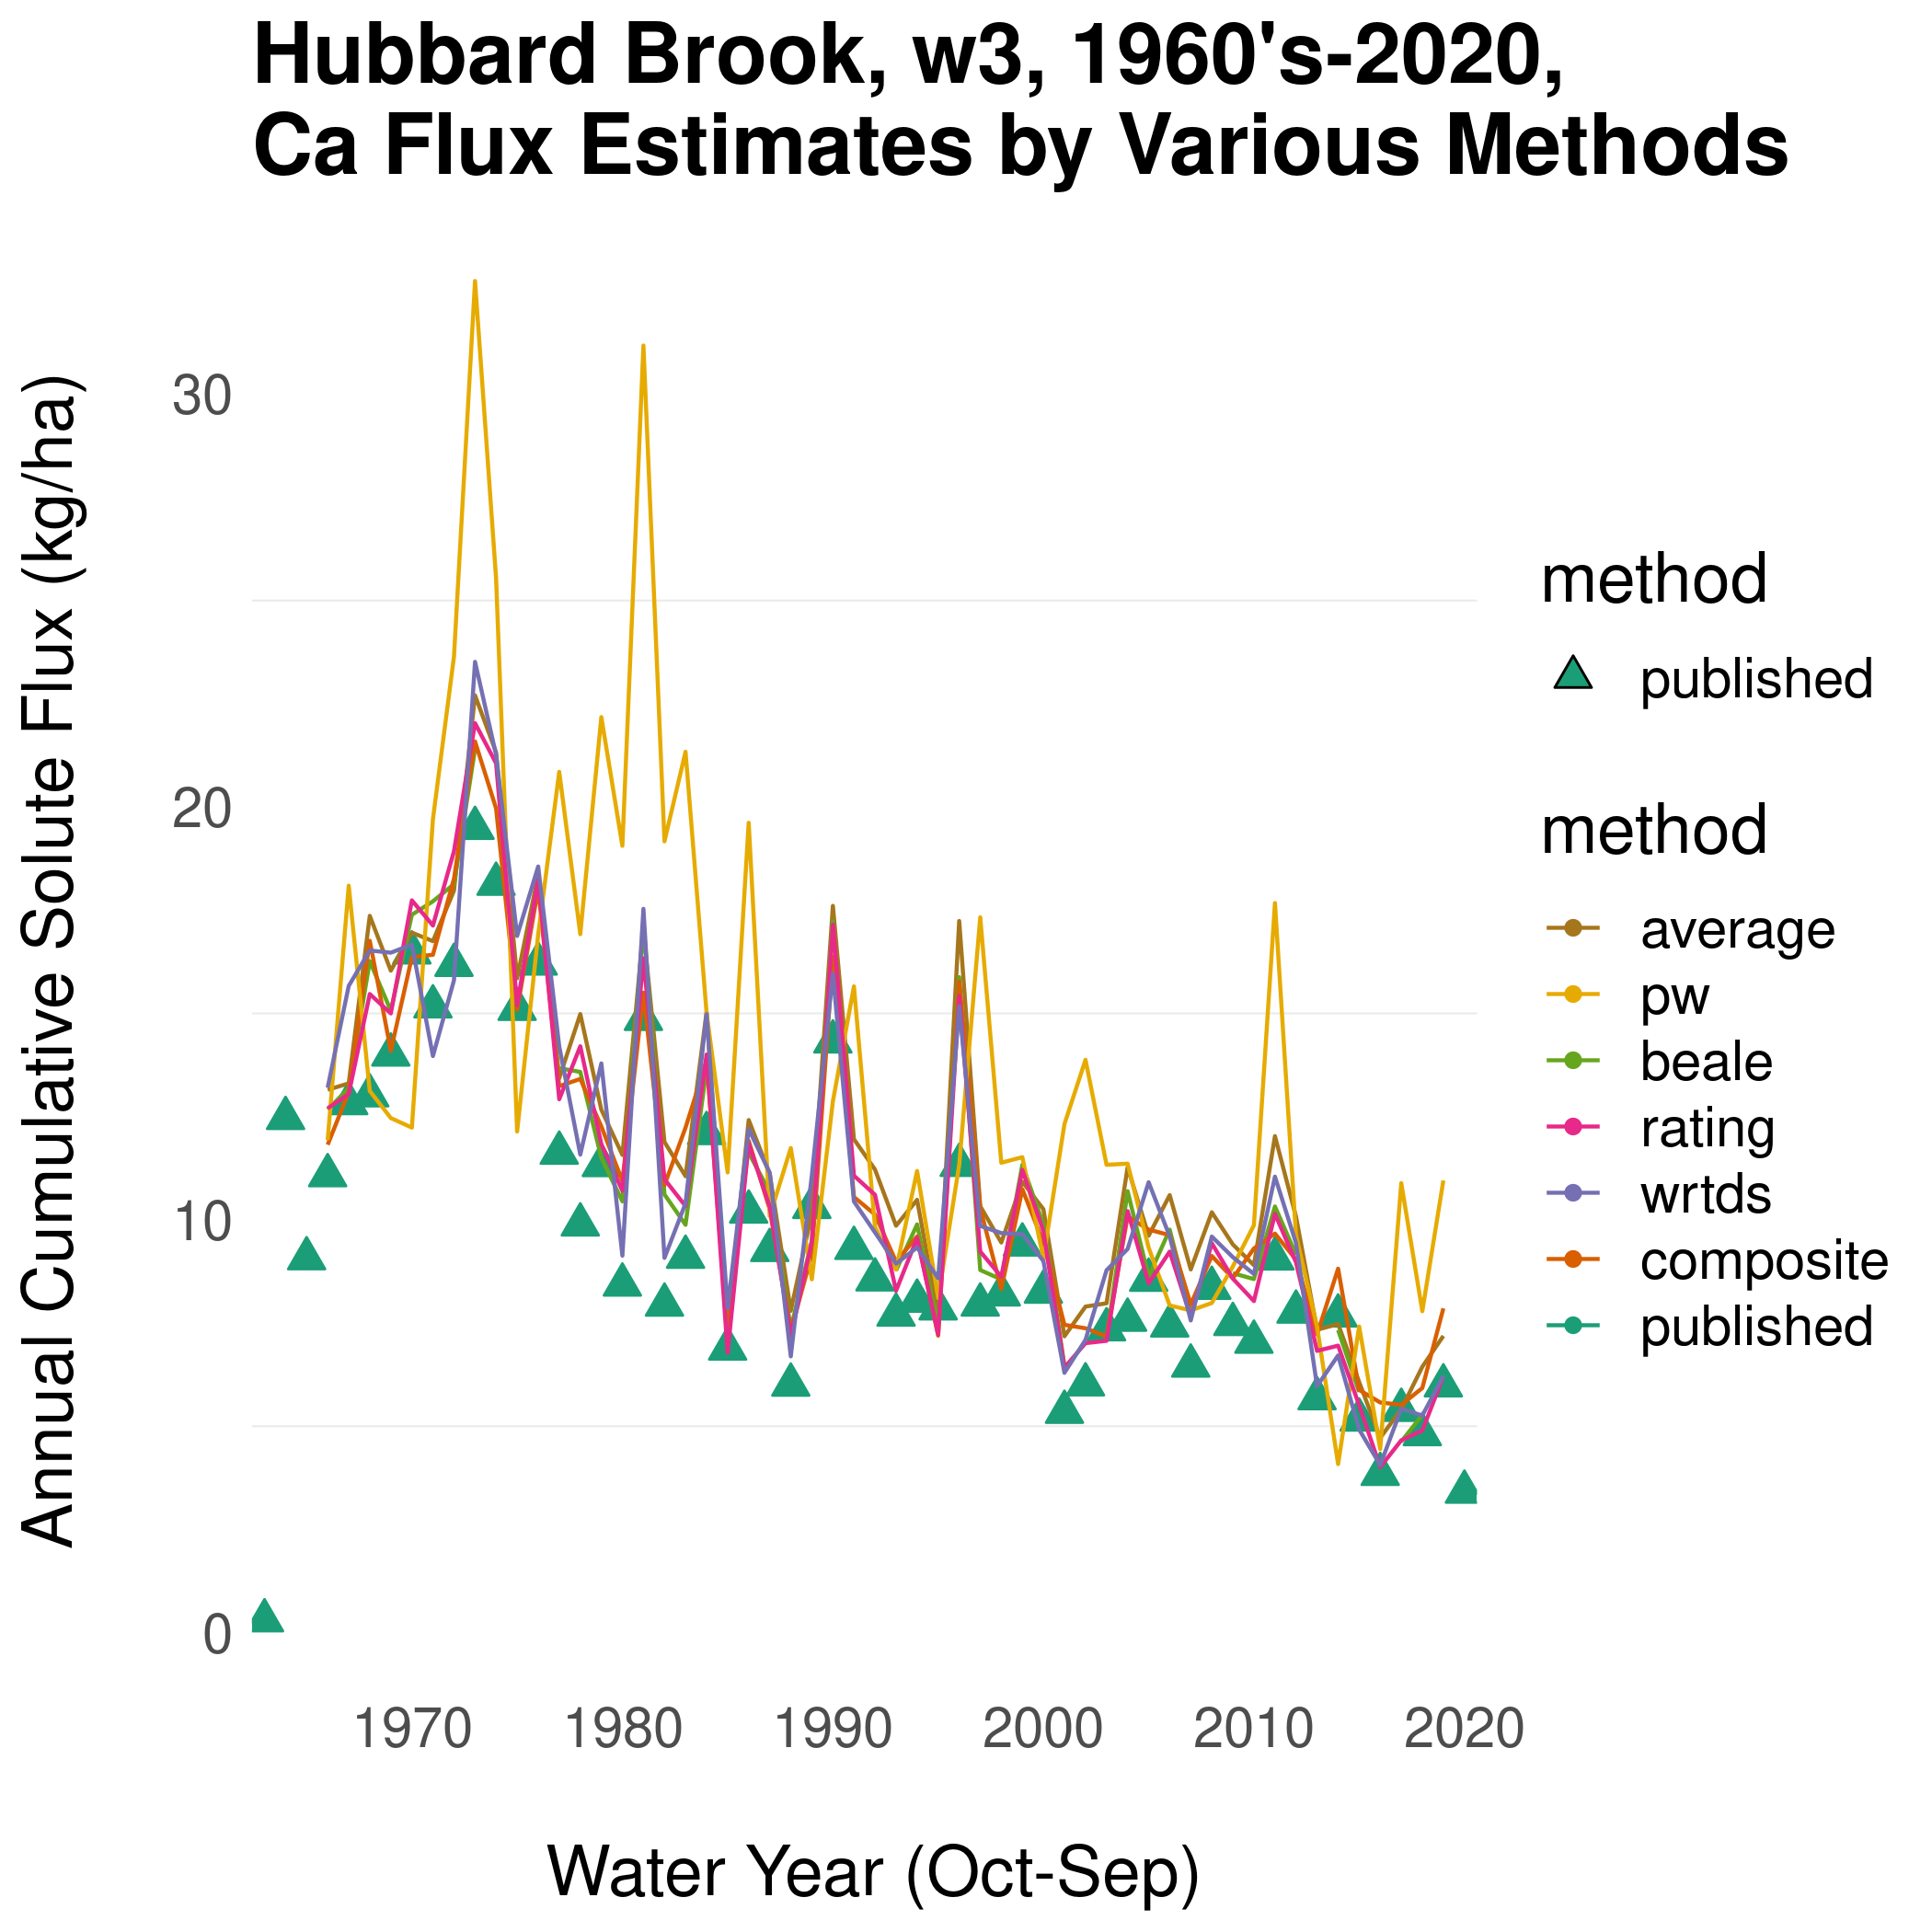 Hubbard Brook, w3, 1960's-2020,
Ca Flux Estimates by Various Methods
Annual Cumulative Solute Flux (kg/ha)
30
20
10
0
1970 1980 1990 2000 2010 2020
Water Year (Oct-Sep)
method
published
method
average
pw
beale
rating
wrtds
composite
published